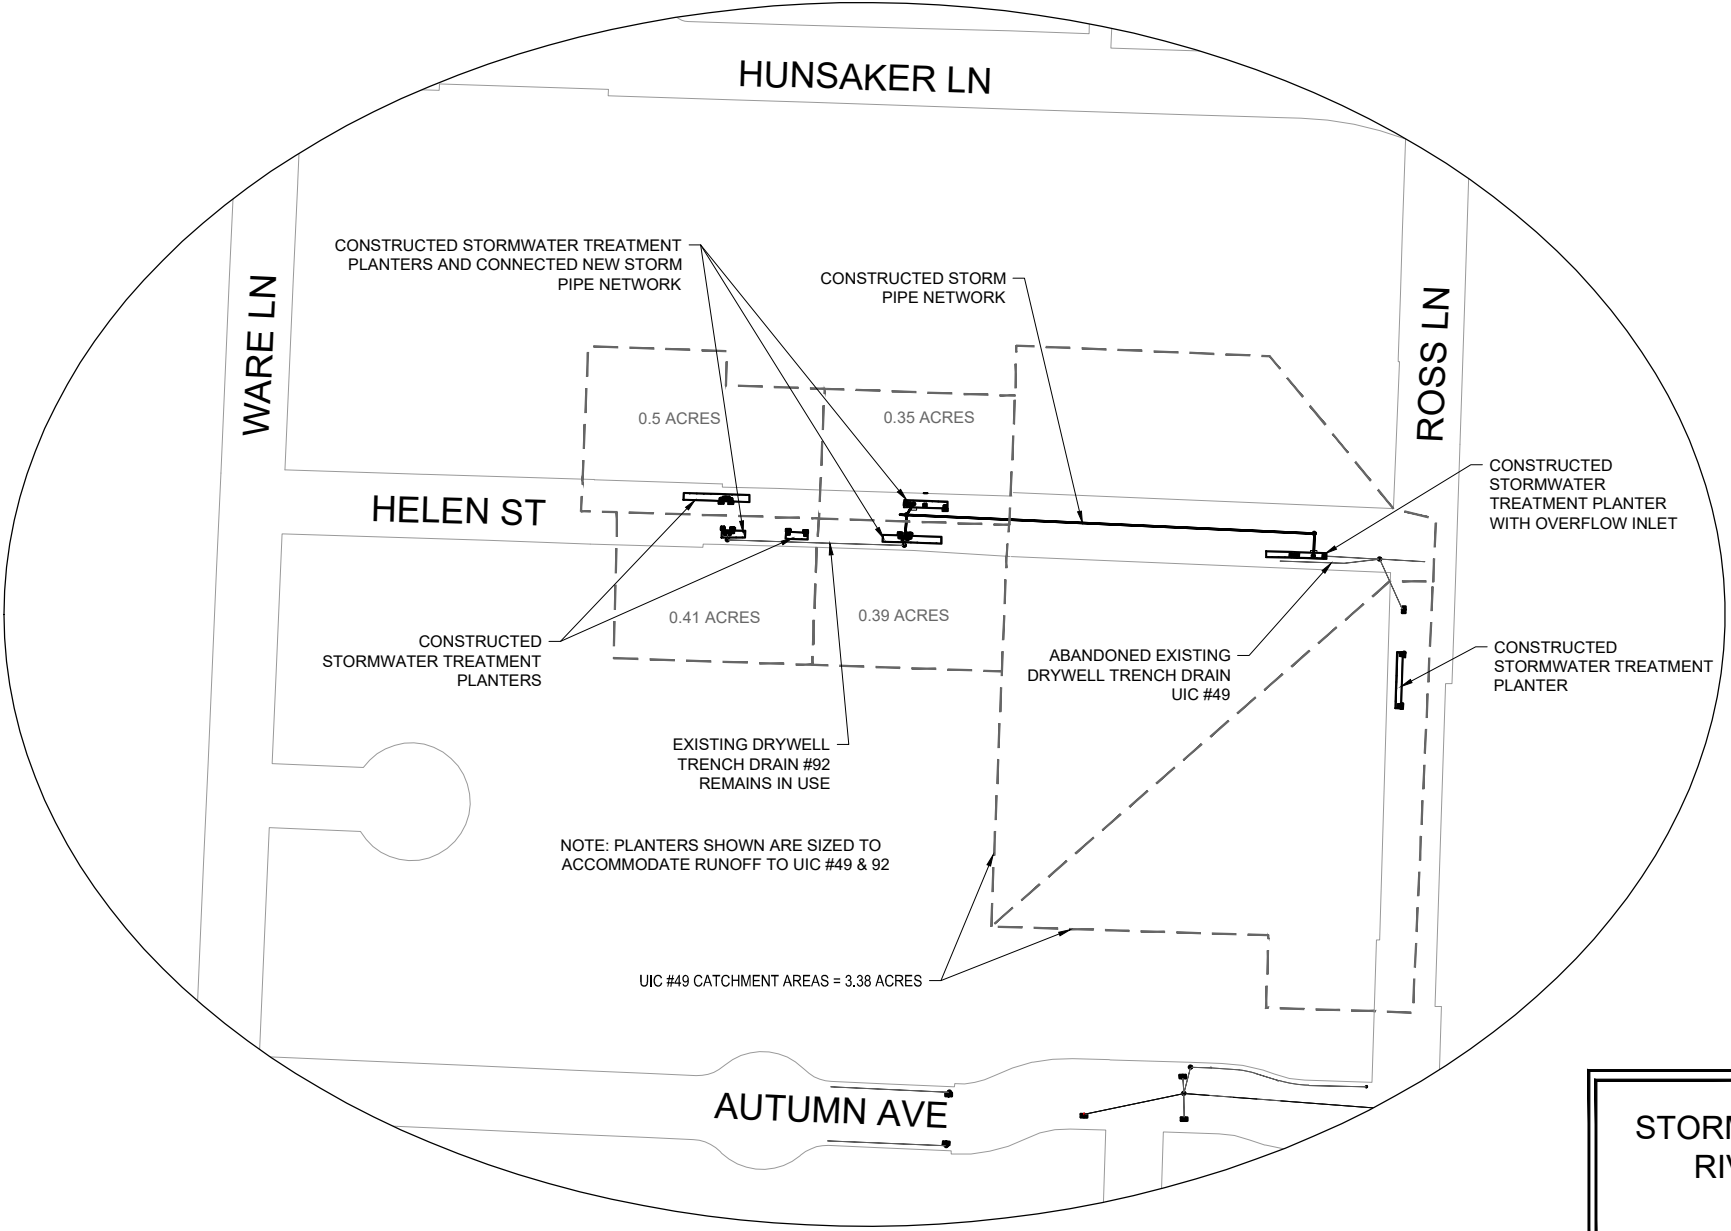 HUNSAKER LN
WARE LN
ROSS LN
CONSTRUCTED STORMWATER TREATMENT
PLANTERS AND CONNECTED NEW STORM
PIPE NETWORK
CONSTRUCTED STORM
PIPE NETWORK
0.5 ACRES
0.35 ACRES
CONSTRUCTED
STORMWATER
TREATMENT PLANTER
WITH OVERFLOW INLET
HELEN ST
0.41 ACRES
0.39 ACRES
CONSTRUCTED
STORMWATER TREATMENT
PLANTERS
ABANDONED EXISTING
DRYWELL TRENCH DRAIN
UIC #49
CONSTRUCTED
STORMWATER TREATMENT
PLANTER
EXISTING DRYWELL
TRENCH DRAIN #92
REMAINS IN USE
NOTE: PLANTERS SHOWN ARE SIZED TO
ACCOMMODATE RUNOFF TO UIC #49 & 92
UIC #49 CATCHMENT AREAS = 3.38 ACRES
AUTUMN AVE